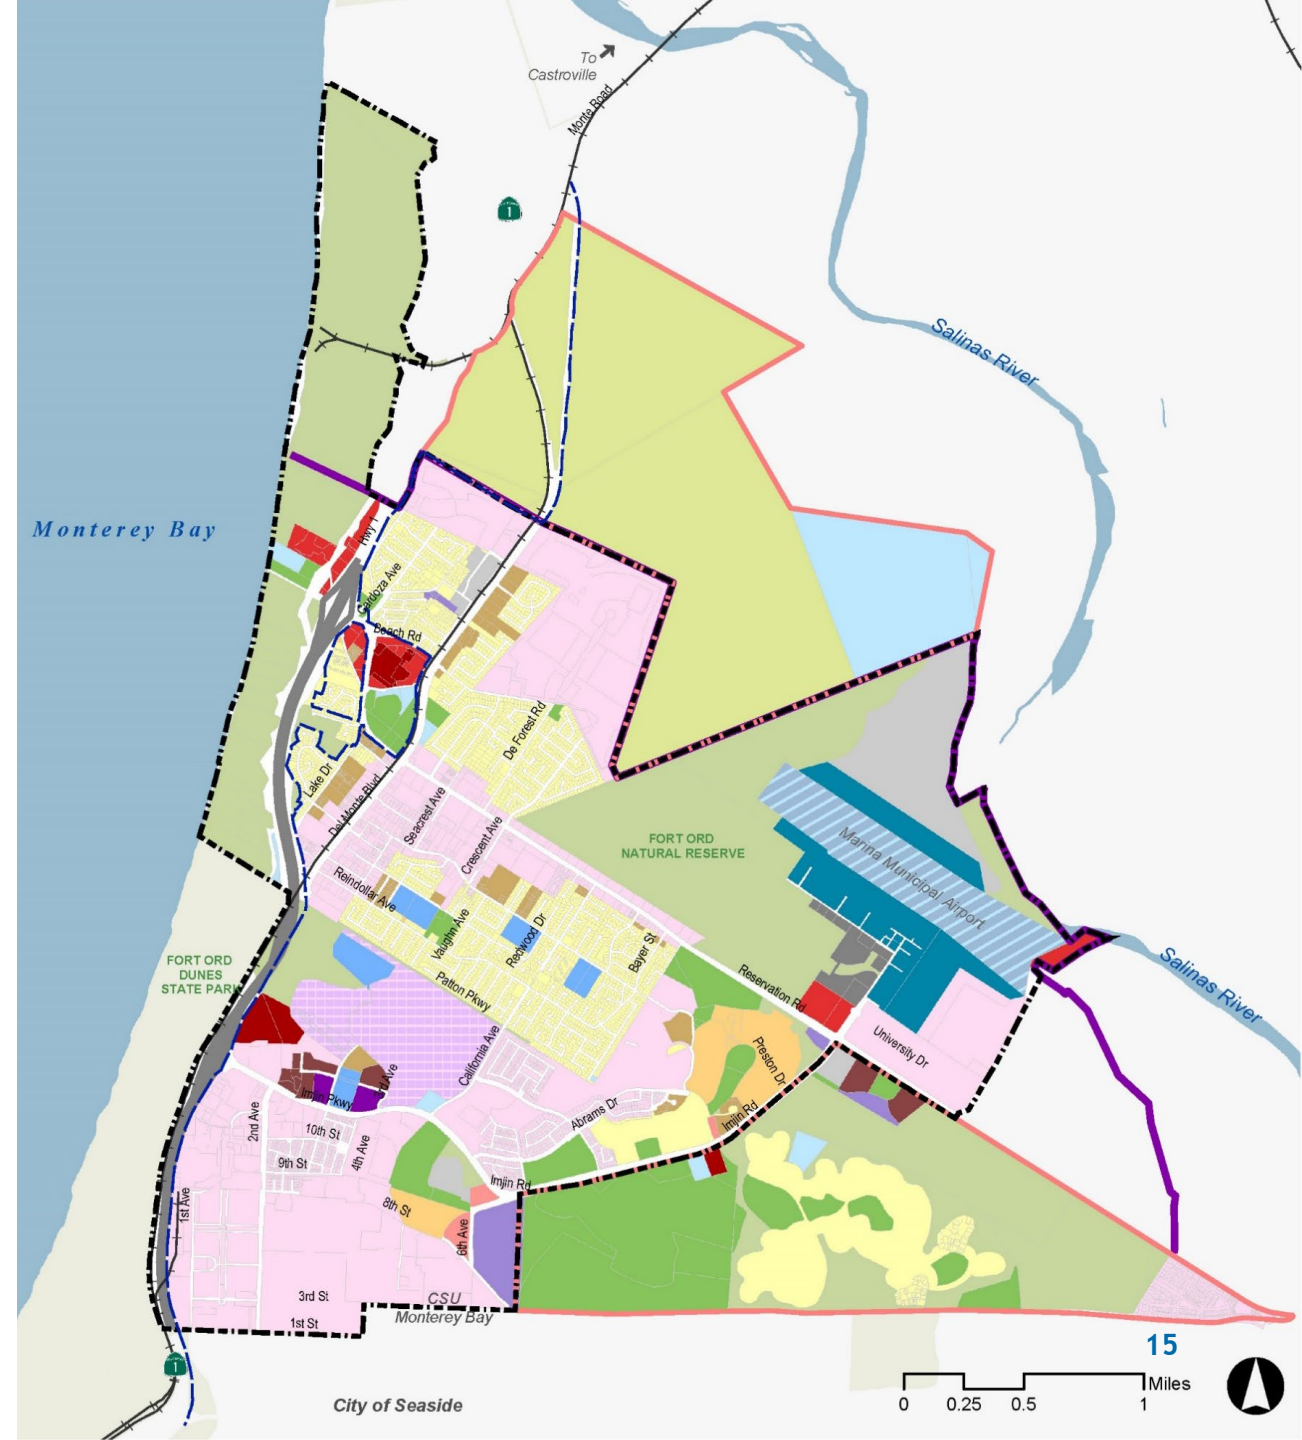 To
Castroville
Monte Road
1
Salinas River
Monterey Bay
Hwy 1
Cardoza Ave
Beach Rd
De Forest Rd
Lake Dr
Del Monte Blvd
Seacrest Ave
Crescent Ave
FORT ORD
NATURAL RESERVE
Marina Municipal Airport
Reindollar Ave
Vaughn Ave
Redwood Dr
Bayer St
Salinas River
FORT ORD
DUNES
STATE PARK
Patton Pkwy
Reservation Rd
University Dr
California Ave
Preston Dr
3rd Ave
Imjin Pkwy
Abrams Dr
Imjin Rd
2nd Ave
10th St
4th Ave
9th St
Imjin Rd
1st Ave
8th St
6th Ave
3rd St
CSU
Monterey Bay
1st St
15
1
Miles
0 0.25 0.5 1
City of Seaside